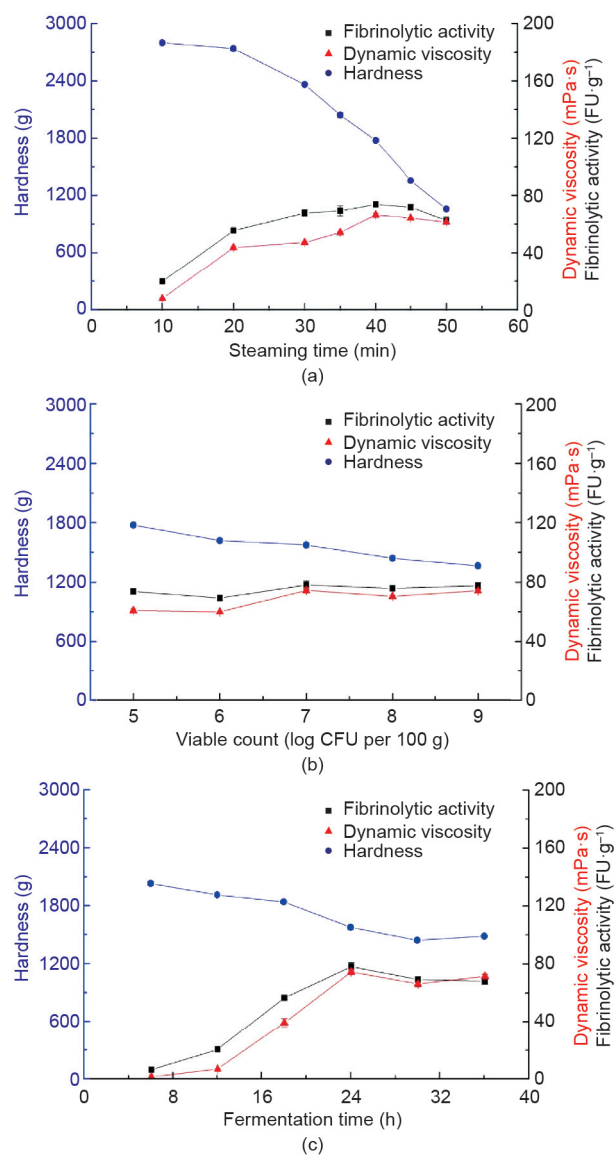 3000
2400
1800
1200
600
0
Hardness (g)
Fibrinolytic activity
Dynamic viscosity
Hardness
200
160
120
80
40
0
Dynamic viscosity (mPa·s)
Fibrinolytic activity (FU·g⁻¹)
0 10 20 30 40 50 60
Steaming time (min)
(a)
3000
2400
1800
1200
600
0
Hardness (g)
Fibrinolytic activity
Dynamic viscosity
Hardness
200
160
120
80
40
0
Dynamic viscosity (mPa·s)
Fibrinolytic activity (FU·g⁻¹)
5 6 7 8 9
Viable count (log CFU per 100 g)
(b)
3000
2400
1800
1200
600
0
Hardness (g)
Fibrinolytic activity
Dynamic viscosity
Hardness
200
160
120
80
40
0
Dynamic viscosity (mPa·s)
Fibrinolytic activity (FU·g⁻¹)
4 8 12 16 20 24 28 32 36 40
Fermentation time (h)
(c)